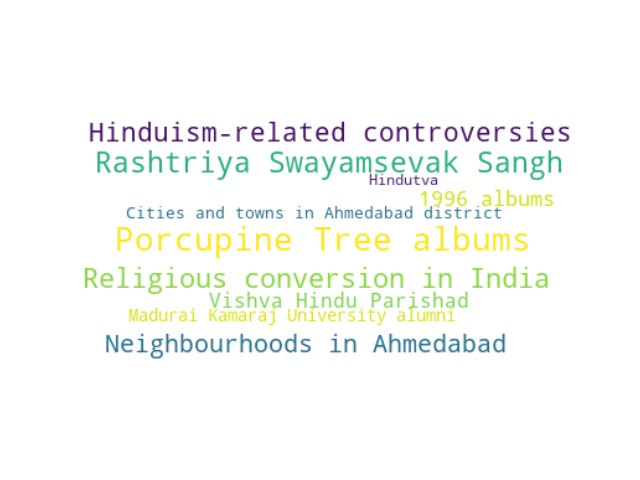 Hinduism-related controversies
Rashtriya Swayamsevak Sangh
Hindutva
1996 albums
Cities and towns in Ahmedabad district
Porcupine Tree albums
Religious conversion in India
Vishva Hindu Parishad
Madurai Kamaraj University alumni
Neighbourhoods in Ahmedabad